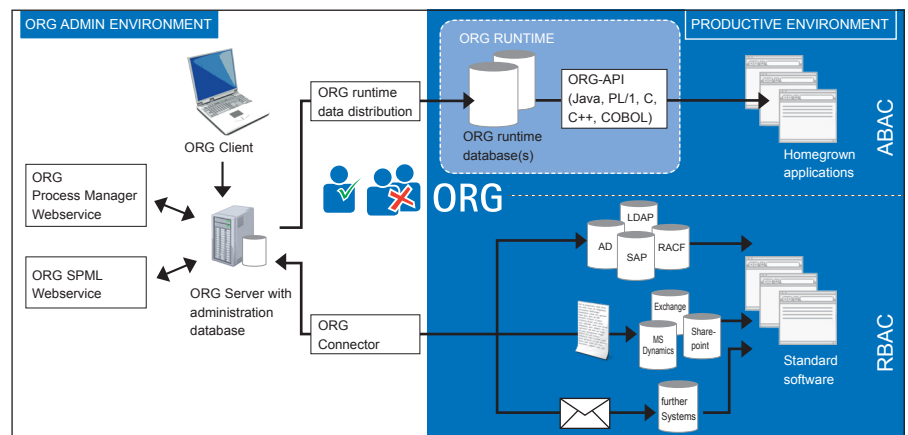 ORG ADMIN ENVIRONMENT
PRODUCTIVE ENVIRONMENT
ORG RUNTIME
ORG Client
ORG runtime
data distribution
ORG runtime
database(s)
ORG-API
(Java, PL/1, C,
C++, COBOL)
Homegrown
applications
ABAC
ORG
Process Manager
Webservice
ORG SPML
Webservice
ORG Server with
administration
database
ORG
Connector
ORG
LDAP
AD
SAP
RACF
Exchange
MS
Dynamics
Share-
point
further
Systems
Standard
software
RBAC